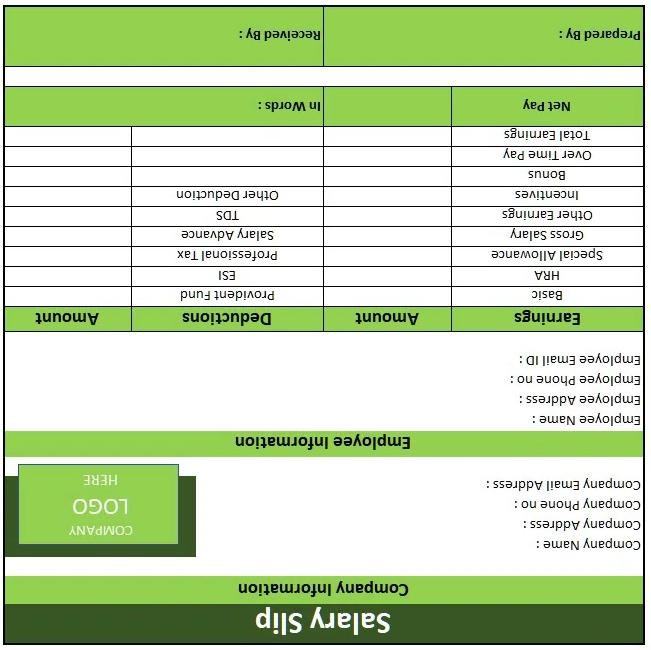 Salary Slip
Company Information
Company Name :
Company Address :
Company Phone no :
Company Email Address :
COMPANY
LOGO
HERE
Employee Information
Employee Name :
Employee Address :
Employee Phone no :
Employee Email ID :
Earnings Amount Deductions Amount
Basic Provident Fund
HRA ESI
Special Allowance Professional Tax
Gross Salary Salary Advance
Other Earnings TDS
Incentives Other Deduction
Bonus
Over Time Pay
Total Earnings
Net Pay In Words :
Prepared By : Received By :